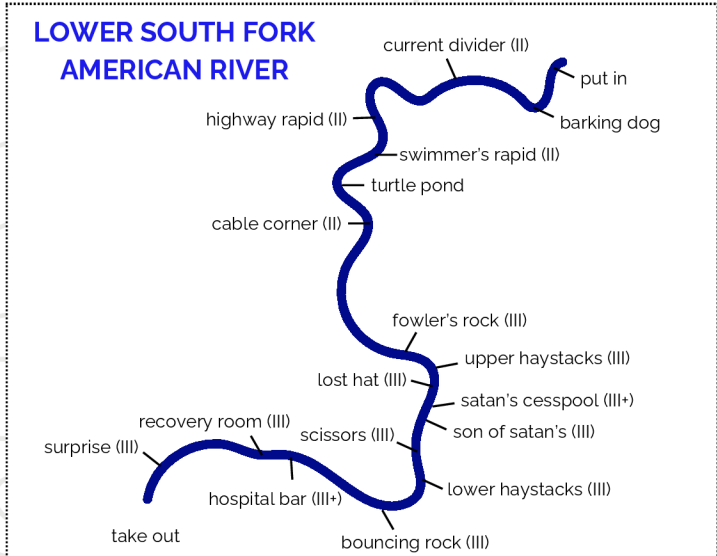 LOWER SOUTH FORK
AMERICAN RIVER
current divider (II)
put in
barking dog
highway rapid (II)
swimmer's rapid (II)
turtle pond
cable corner (II)
fowler's rock (III)
upper haystacks (III)
lost hat (III)
satan's cesspool (III+)
son of satan's (III)
scissors (III)
recovery room (III)
surprise (III)
hospital bar (III+)
lower haystacks (III)
bouncing rock (III)
take out